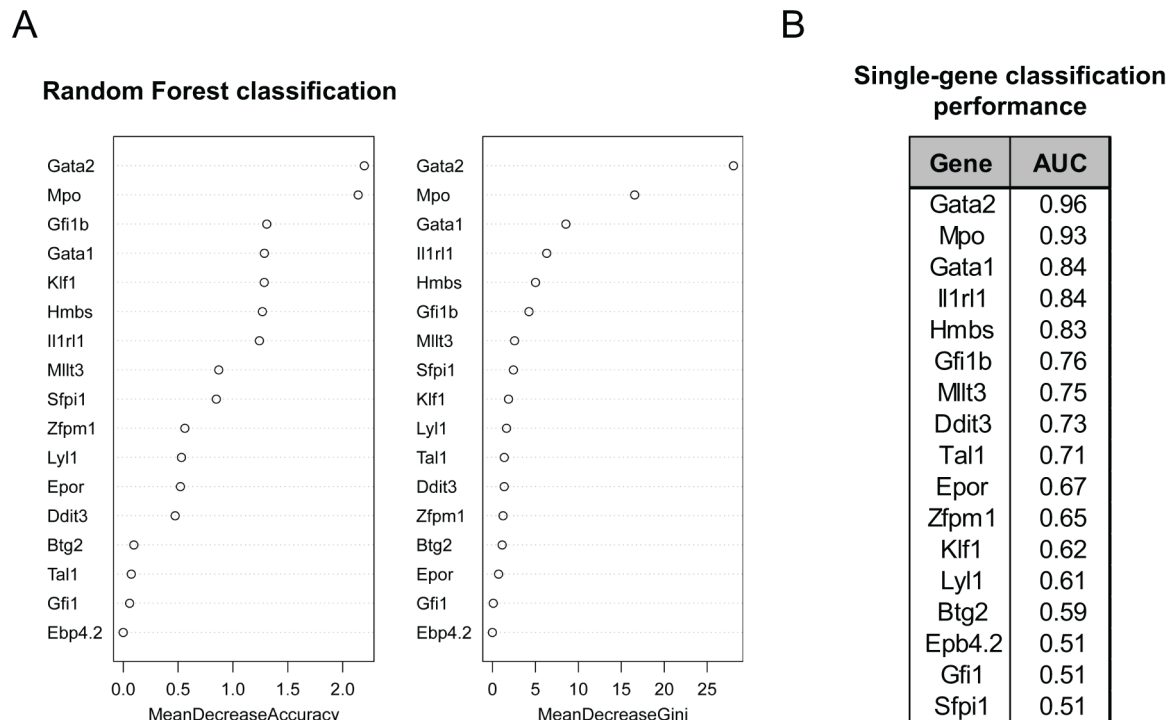 A
B
Random Forest classification
Gata2
Mpo
Gfi1b
Gata1
Klf1
Hmbs
Il1rl1
Mllt3
Sfpi1
Zfpm1
Lyl1
Epor
Ddit3
Btg2
Tal1
Gfi1
Ebp4.2
0.0 0.5 1.0 1.5 2.0
MeanDecreaseAccuracy
Gata2
Mpo
Gata1
Il1rl1
Hmbs
Gfi1b
Mllt3
Sfpi1
Klf1
Lyl1
Tal1
Ddit3
Zfpm1
Btg2
Epor
Gfi1
Ebp4.2
0 5 10 15 20 25
MeanDecreaseGini
Single-gene classification
performance
Gene AUC
Gata2 0.96
Mpo 0.93
Gata1 0.84
Il1rl1 0.84
Hmbs 0.83
Gfi1b 0.76
Mllt3 0.75
Ddit3 0.73
Tal1 0.71
Epor 0.67
Zfpm1 0.65
Klf1 0.62
Lyl1 0.61
Btg2 0.59
Epb4.2 0.51
Gfi1 0.51
Sfpi1 0.51